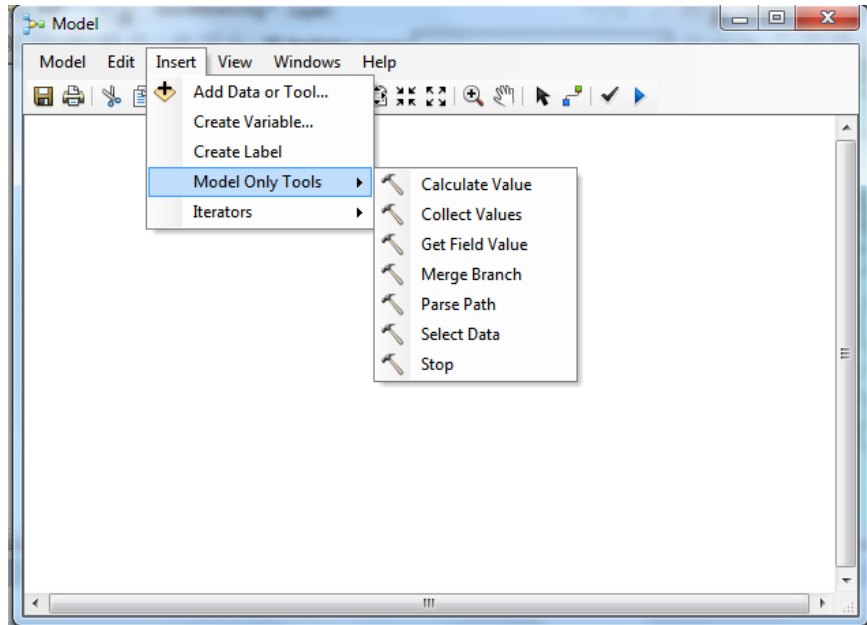 Model
Model Edit Insert View Windows Help
Add Data or Tool...
Create Variable...
Create Label
Model Only Tools
Iterators
Calculate Value
Collect Values
Get Field Value
Merge Branch
Parse Path
Select Data
Stop